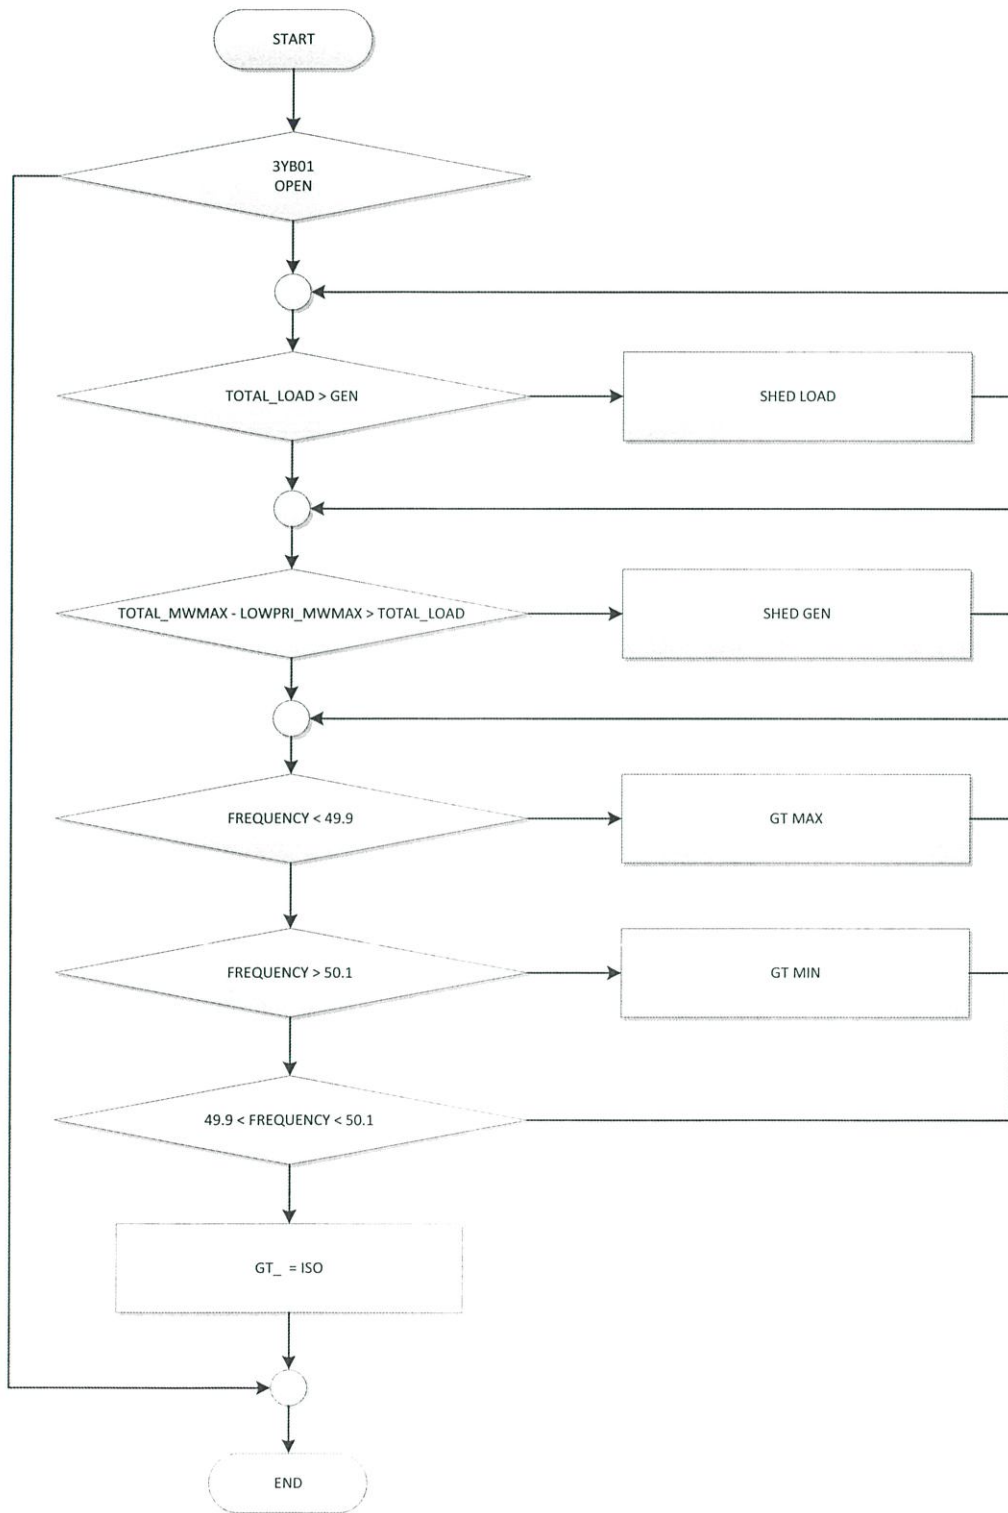 START
3YB01
OPEN
TOTAL_LOAD > GEN
SHED LOAD
TOTAL_MWMAX - LOWPRI_MWMAX > TOTAL_LOAD
SHED GEN
FREQUENCY < 49.9
GT MAX
FREQUENCY > 50.1
GT MIN
49.9 < FREQUENCY < 50.1
GT_ = ISO
END